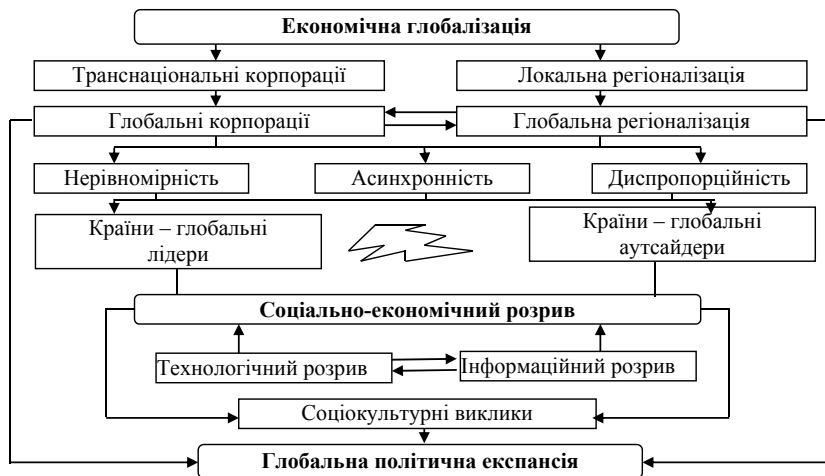 Економічна глобалізація
Транснаціональні корпорації
Локальна регіоналізація
Глобальні корпорації
Глобальна регіоналізація
Нерівномірність
Асинхронність
Диспропорційність
Країни – глобальні
лідери
Країни – глобальні
аутсайдери
Соціально-економічний розрив
Технологічний розрив
Інформаційний розрив
Соціокультурні виклики
Глобальна політична експансія